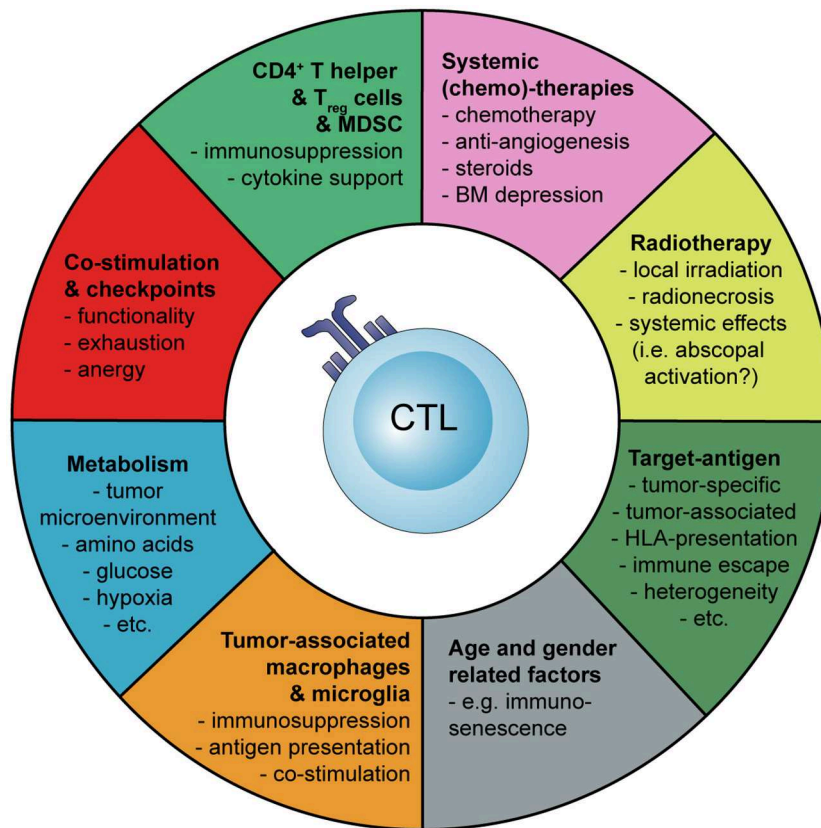 CD4⁺ T helper
& Treg cells
& MDSC
- immunosuppression
- cytokine support
Systemic
(chemo)-therapies
- chemotherapy
- anti-angiogenesis
- steroids
- BM depression
Radiotherapy
- local irradiation
- radionecrosis
- systemic effects
(i.e. abscopal
activation?)
Target-antigen
- tumor-specific
- tumor-associated
- HLA-presentation
- immune escape
- heterogeneity
- etc.
Age and gender
related factors
- e.g. immuno-
senescence
Tumor-associated
macrophages
& microglia
- immunosuppression
- antigen presentation
- co-stimulation
Metabolism
- tumor
microenvironment
- amino acids
- glucose
- hypoxia
- etc.
Co-stimulation
& checkpoints
- functionality
- exhaustion
- anergy
CTL